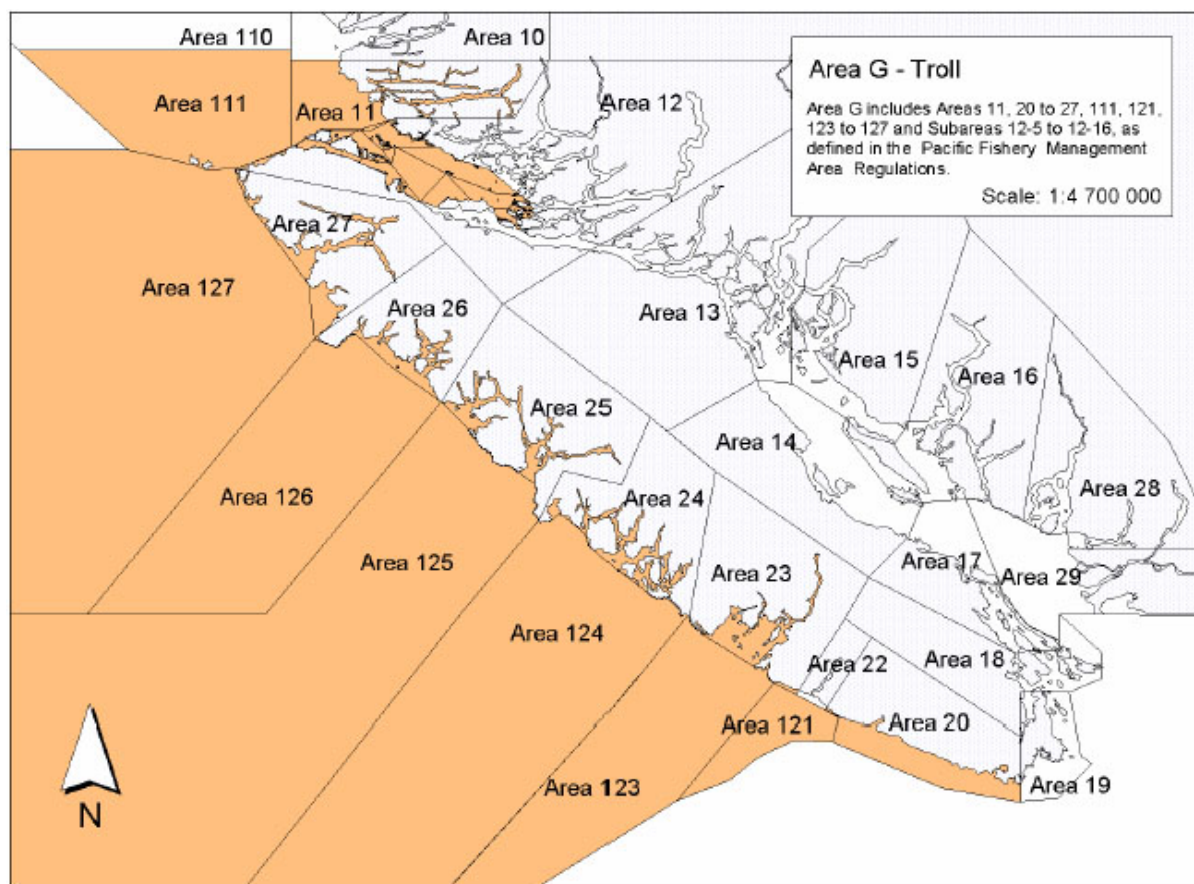 Area 110
Area 10
Area G - Troll
Area G includes Areas 11, 20 to 27, 111, 121,
123 to 127 and Subareas 12-5 to 12-16, as
defined in the Pacific Fishery Management
Area Regulations.
Scale: 1:4 700 000
Area 111
Area 11
Area 12
Area 27
Area 127
Area 26
Area 13
Area 15
Area 16
Area 25
Area 14
Area 126
Area 24
Area 28
Area 125
Area 23
Area 17
Area 29
Area 124
Area 22
Area 18
Area 121
Area 20
Area 123
Area 19
N